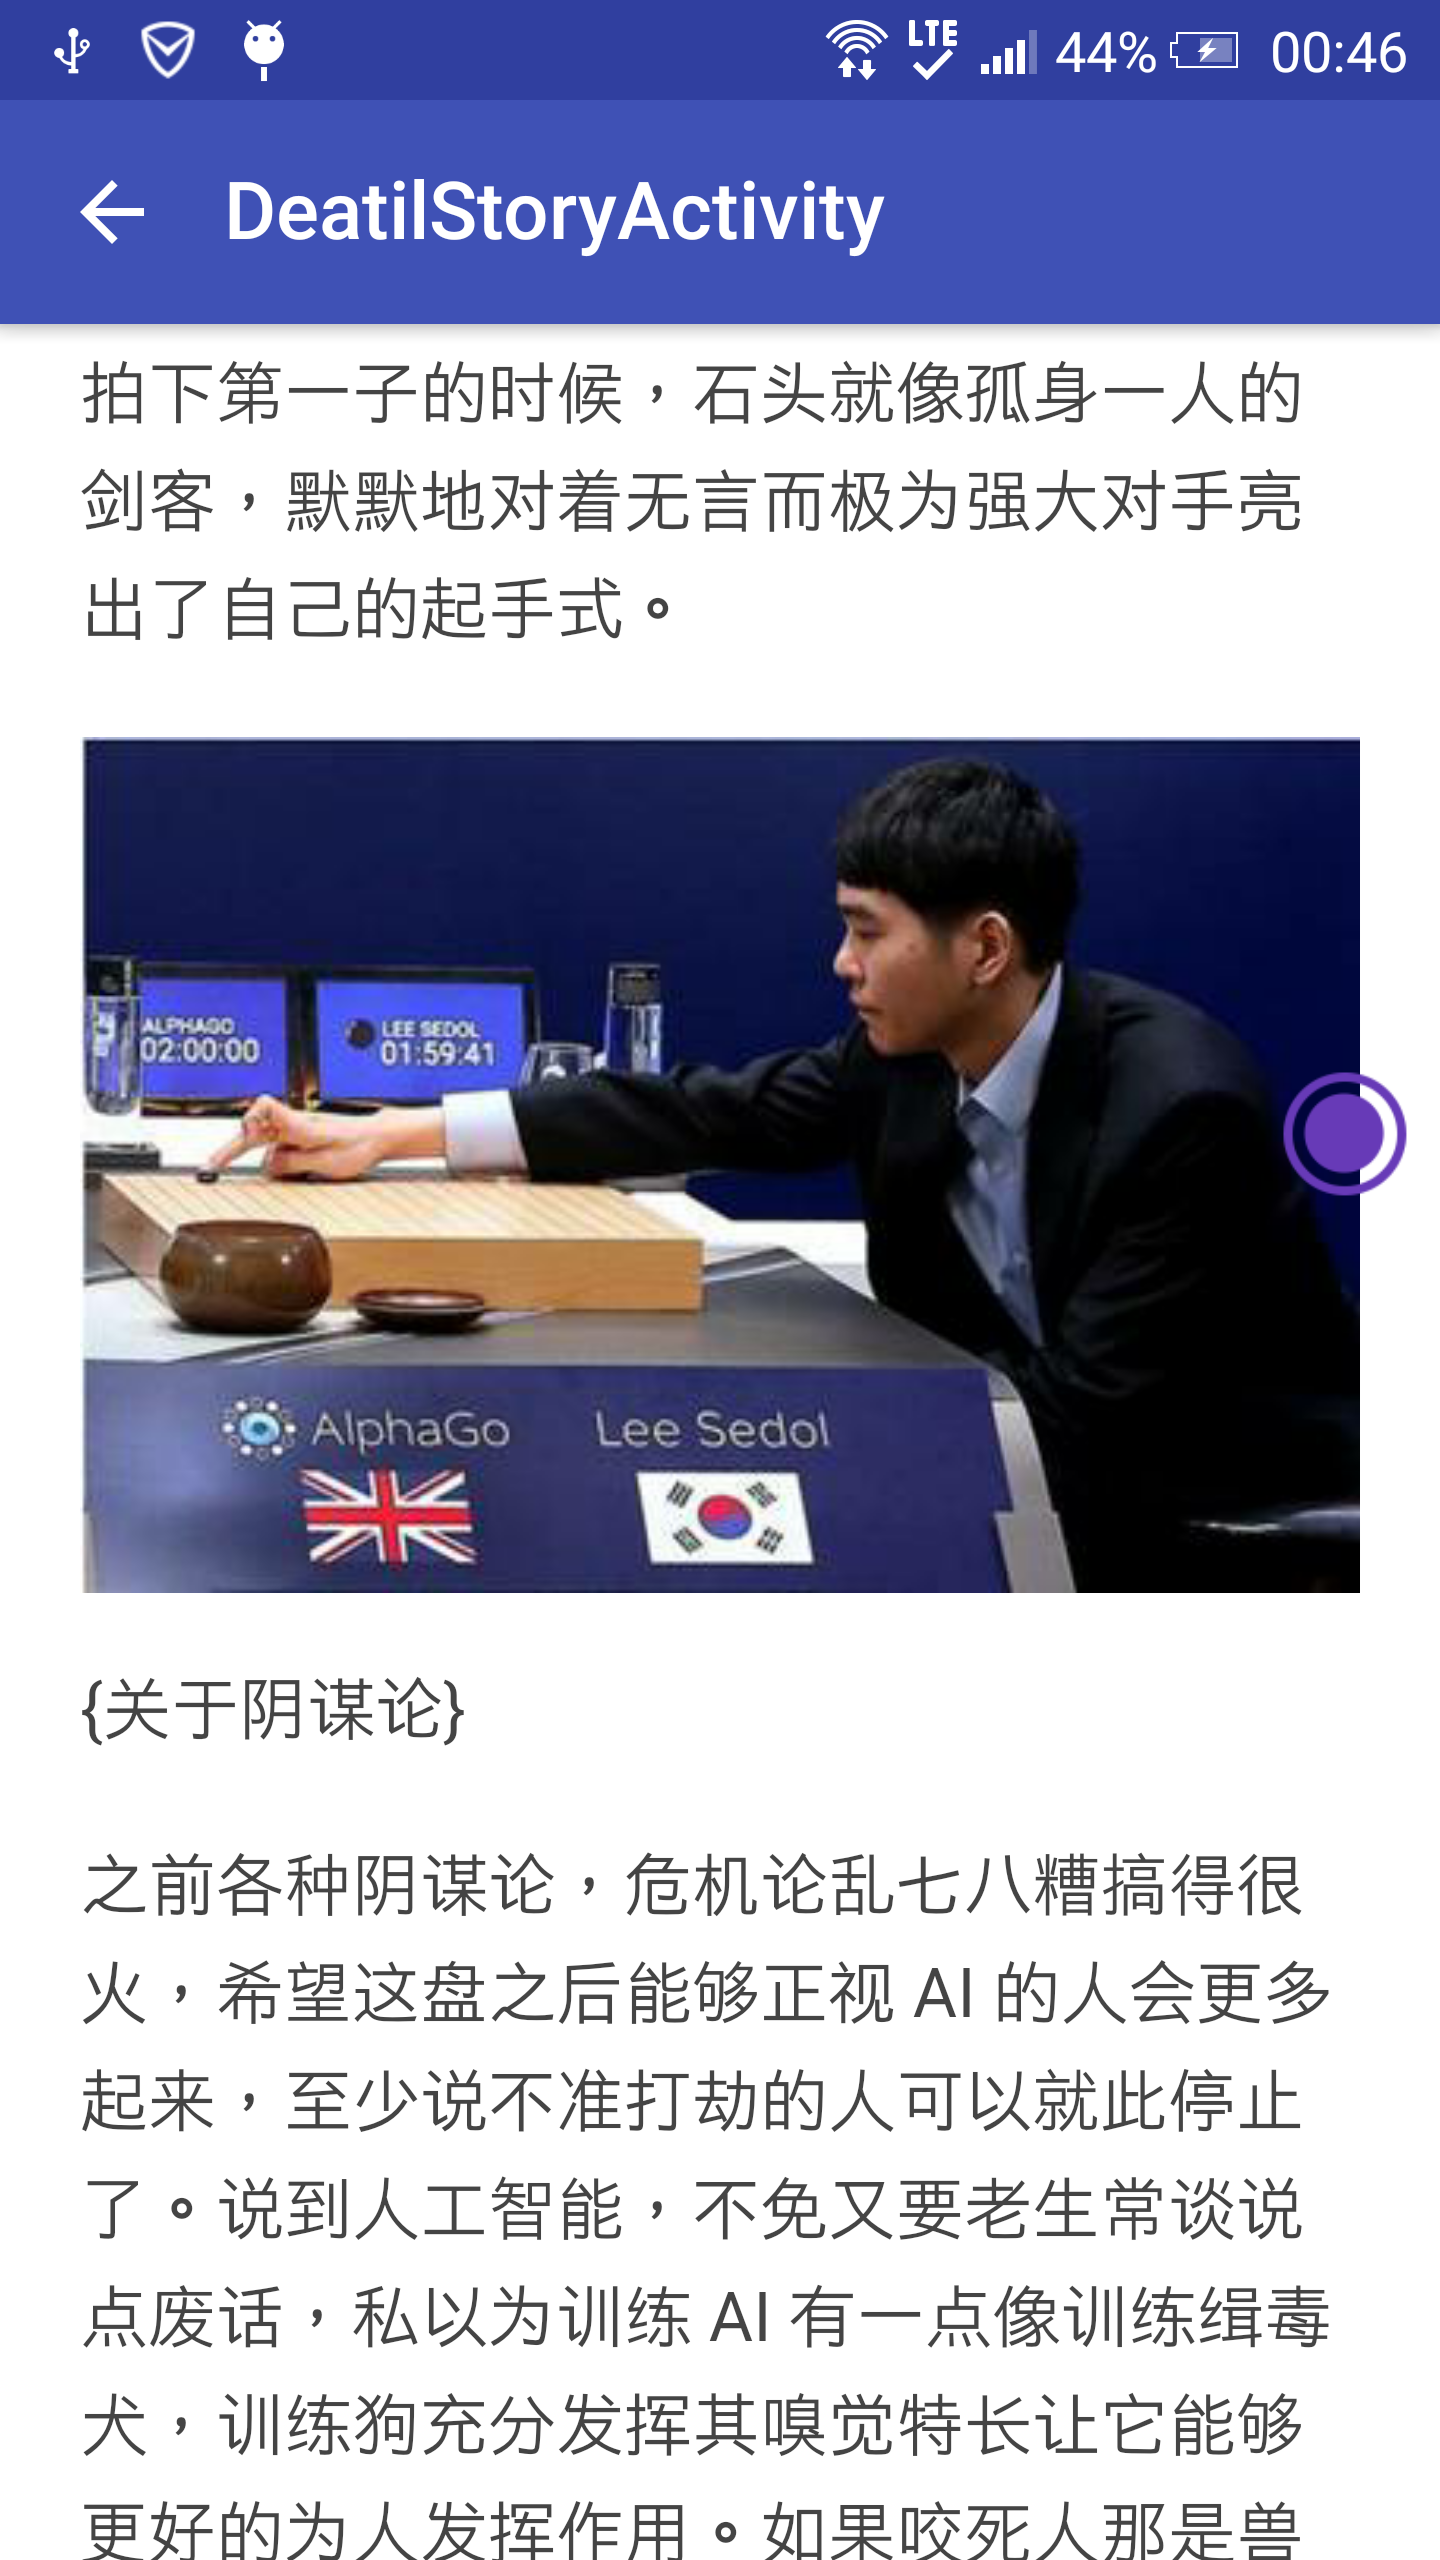 44% 00:46
DeatilStoryActivity
拍下第一子的时候，石头就像孤身一人的
剑客，默默地对着无言而极为强大对手亮
出了自己的起手式。
ALPHAGO
02:00:00
LEE SEDOL
01:59:41
AlphaGo Lee Sedol
{关于阴谋论}
之前各种阴谋论，危机论乱七八糟搞得很
火，希望这盘之后能够正视 AI 的人会更多
起来，至少说不准打劫的人可以就此停止
了。说到人工智能，不免又要老生常谈说
点废话，私以为训练 AI 有一点像训练缉毒
犬，训练狗充分发挥其嗅觉特长让它能够
更好的为人发挥作用。如果咬死人那是兽
LTE